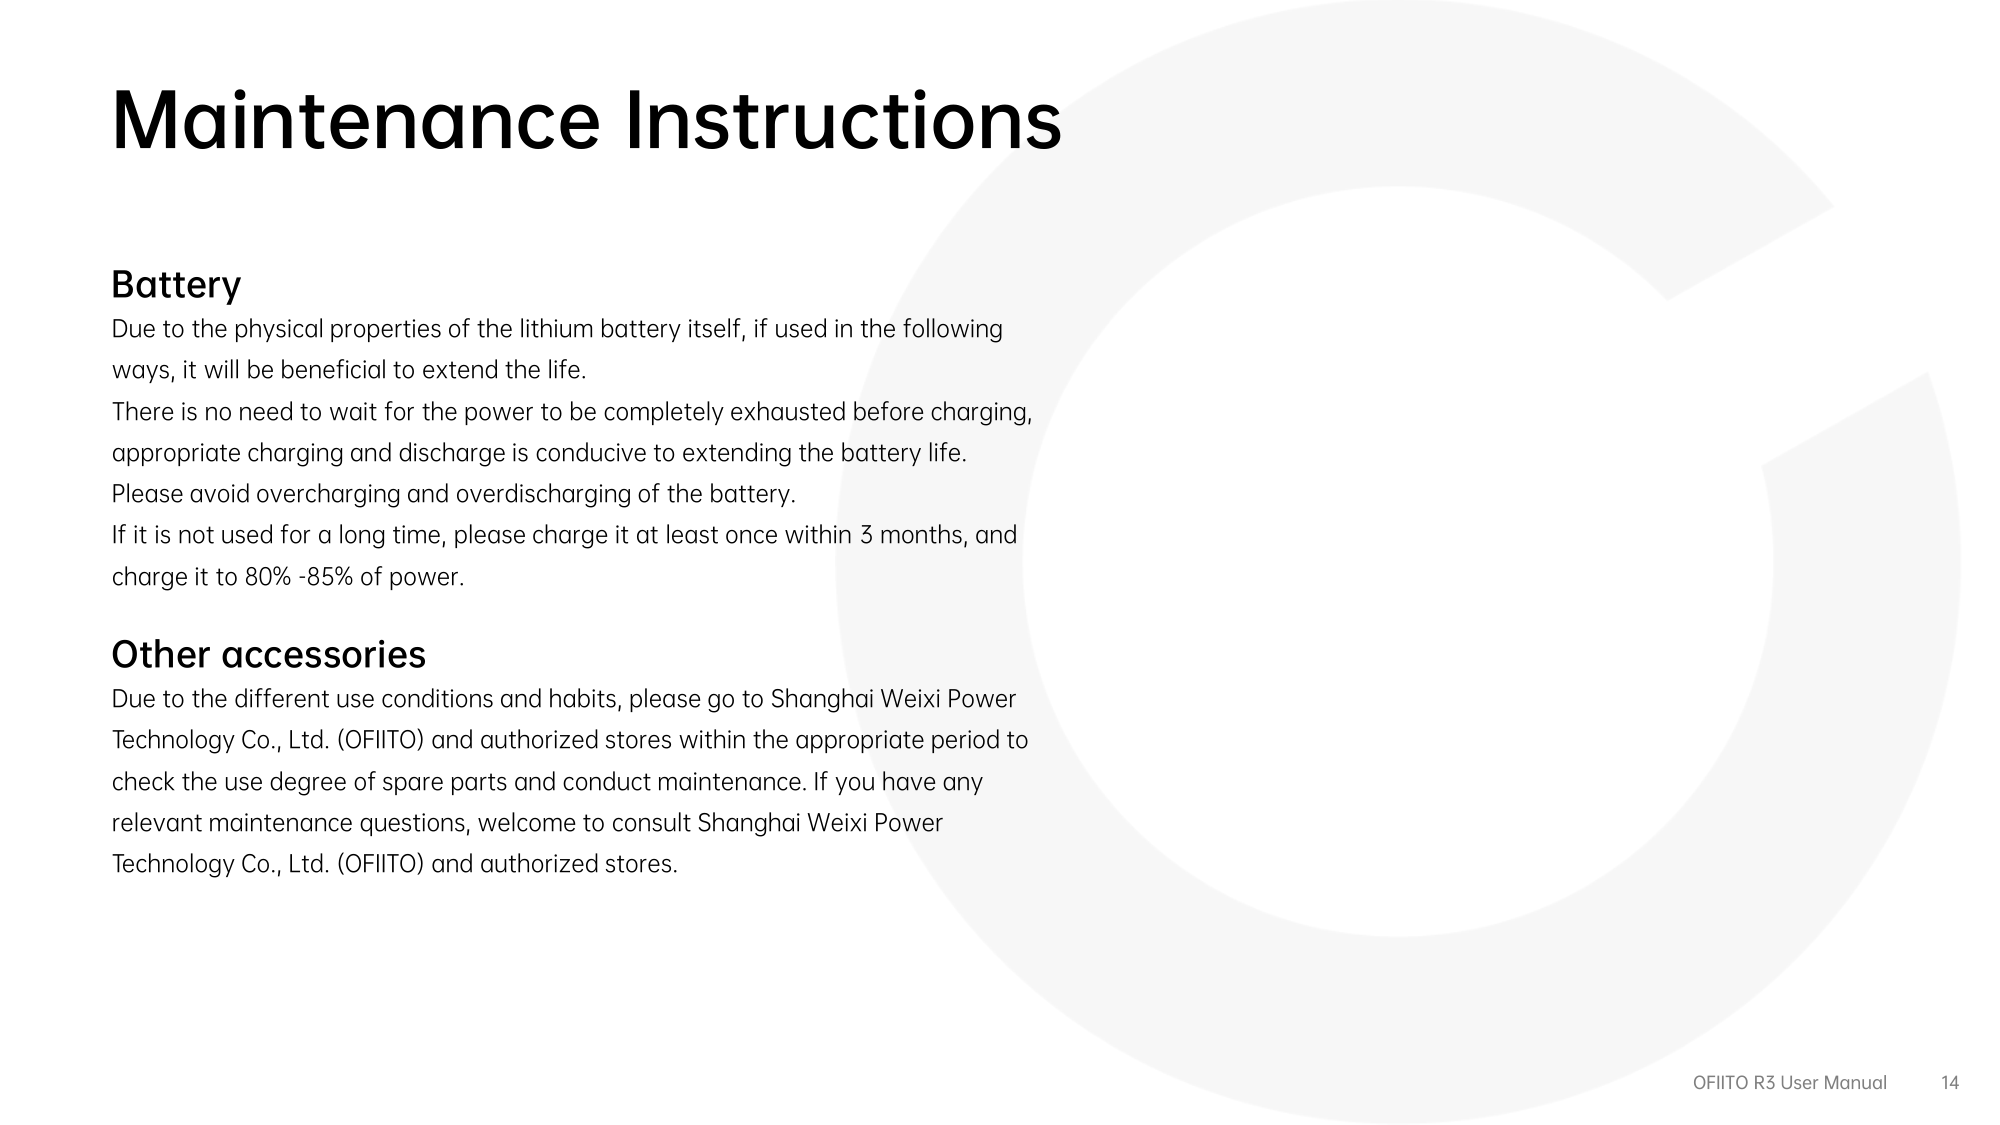 Maintenance Instructions
Battery
Due to the physical properties of the lithium battery itself, if used in the following
ways, it will be beneficial to extend the life.
There is no need to wait for the power to be completely exhausted before charging,
appropriate charging and discharge is conducive to extending the battery life.
Please avoid overcharging and overdischarging of the battery.
If it is not used for a long time, please charge it at least once within 3 months, and
charge it to 80% -85% of power.
Other accessories
Due to the different use conditions and habits, please go to Shanghai Weixi Power
Technology Co., Ltd. (OFIITO) and authorized stores within the appropriate period to
check the use degree of spare parts and conduct maintenance. If you have any
relevant maintenance questions, welcome to consult Shanghai Weixi Power
Technology Co., Ltd. (OFIITO) and authorized stores.
OFIITO R3 User Manual 14